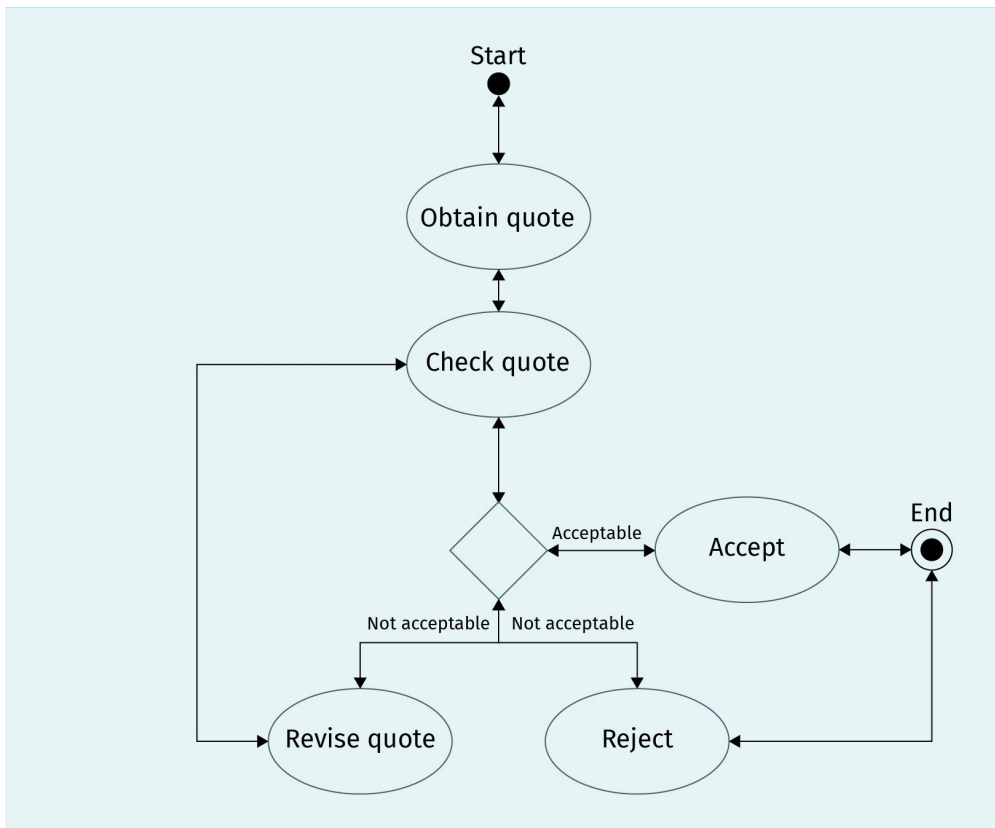 Start
Obtain quote
Check quote
Acceptable
Accept
End
Not acceptable
Not acceptable
Revise quote
Reject